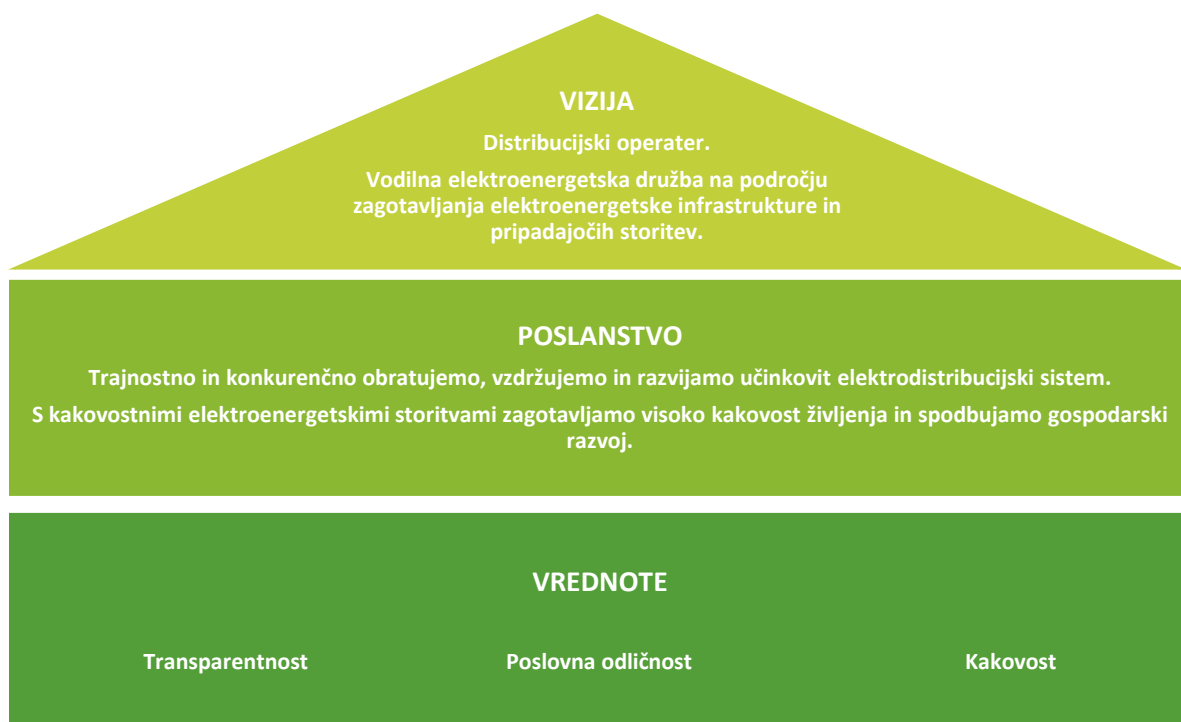 VIZIJA
Distribucijski operater.
Vodilna elektroenergetska družba na področju
zagotavljanja elektroenergetske infrastrukture in
pripadajočih storitev.
POSLANSTVO
Trajnostno in konkurenčno obratujemo, vzdržujemo in razvijamo učinkovit elektrodistribucijski sistem.
S kakovostnimi elektroenergetskimi storitvami zagotavljamo visoko kakovost življenja in spodbujamo gospodarski
razvoj.
VREDNOTE
Transparentnost Poslovna odličnost Kakovost